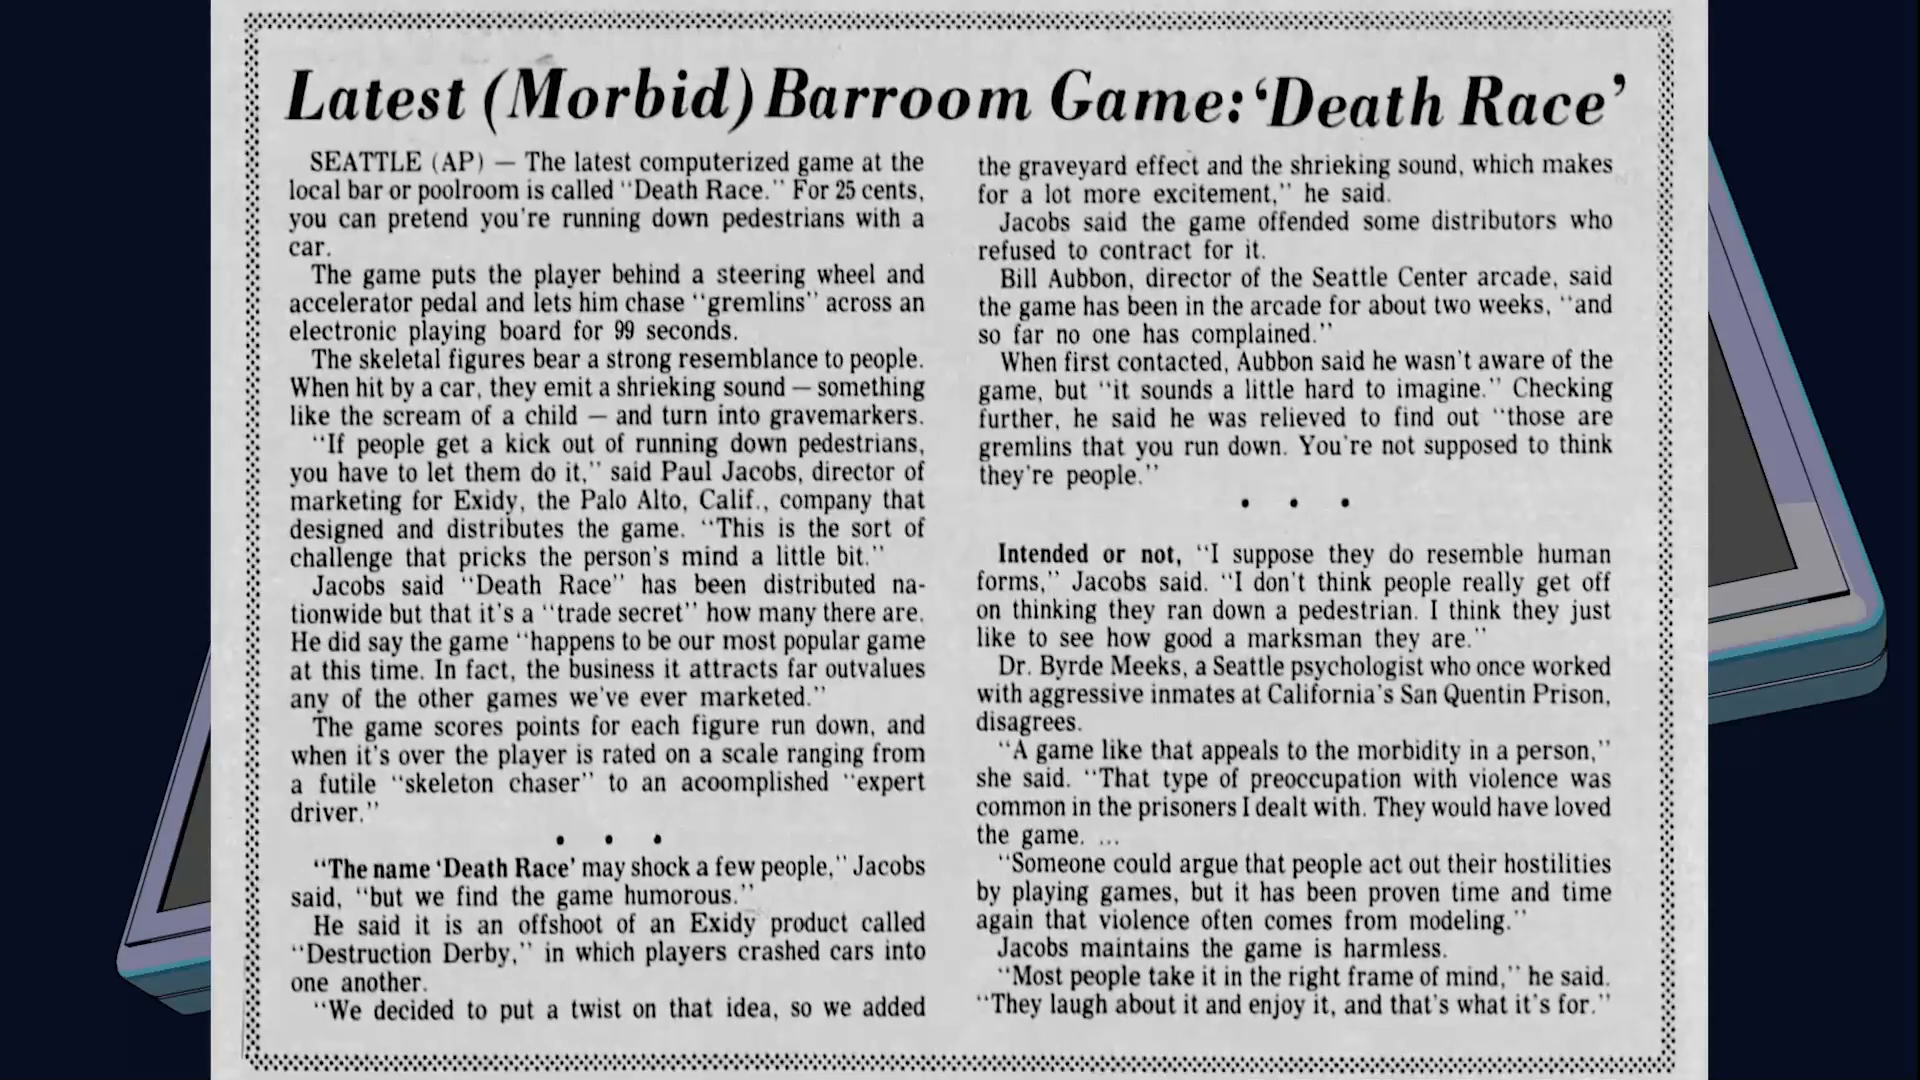 Latest (Morbid) Barroom Game: ‘Death Race’
SEATTLE (AP) — The latest computerized game at the
local bar or poolroom is called “Death Race.” For 25 cents,
you can pretend you're running down pedestrians with a
car.
The game puts the player behind a steering wheel and
accelerator pedal and lets him chase “gremlins” across an
electronic playing board for 99 seconds.
The skeletal figures bear a strong resemblance to people.
When hit by a car, they emit a shrieking sound — something
like the scream of a child — and turn into gravemarkers.
“If people get a kick out of running down pedestrians,
you have to let them do it,” said Paul Jacobs, director of
marketing for Exidy, the Palo Alto, Calif., company that
designed and distributes the game. “This is the sort of
challenge that pricks the person's mind a little bit.”
Jacobs said “Death Race” has been distributed na-
tionwide but that it's a “trade secret” how many there are.
He did say the game “happens to be our most popular game
at this time. In fact, the business it attracts far outvalues
any of the other games we've ever marketed.”
The game scores points for each figure run down, and
when it's over the player is rated on a scale ranging from
a futile “skeleton chaser” to an acoomplished “expert
driver.”
• • •
“The name ‘Death Race’ may shock a few people,” Jacobs
said, “but we find the game humorous.”
He said it is an offshoot of an Exidy product called
“Destruction Derby,” in which players crashed cars into
one another.
“We decided to put a twist on that idea, so we added
the graveyard effect and the shrieking sound, which makes
for a lot more excitement,” he said.
Jacobs said the game offended some distributors who
refused to contract for it.
Bill Aubbon, director of the Seattle Center arcade, said
the game has been in the arcade for about two weeks, “and
so far no one has complained.”
When first contacted, Aubbon said he wasn't aware of the
game, but “it sounds a little hard to imagine.” Checking
further, he said he was relieved to find out “those are
gremlins that you run down. You're not supposed to think
they're people.”
• • •
Intended or not, “I suppose they do resemble human
forms,” Jacobs said. “I don't think people really get off
on thinking they ran down a pedestrian. I think they just
like to see how good a marksman they are.”
Dr. Byrde Meeks, a Seattle psychologist who once worked
with aggressive inmates at California's San Quentin Prison,
disagrees.
“A game like that appeals to the morbidity in a person,”
she said. “That type of preoccupation with violence was
common in the prisoners I dealt with. They would have loved
the game. ...
“Someone could argue that people act out their hostilities
by playing games, but it has been proven time and time
again that violence often comes from modeling.”
Jacobs maintains the game is harmless.
“Most people take it in the right frame of mind,” he said.
“They laugh about it and enjoy it, and that's what it's for.”